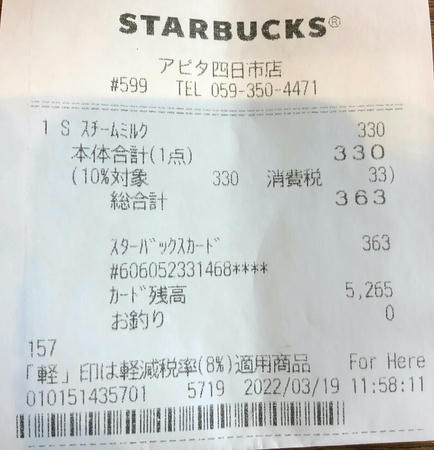 STARBUCKS®
アピタ四日市店
#599 TEL 059-350-4471
1 S スチームミルク 330
本体合計(1点) 330
(10%対象 330 消費税 33)
総合計 363
スターバックスカード 363
#606052331468****
カード残高 5,265
お釣り 0
157
「軽」印は軽減税率(8%)適用商品 For Here
010151435701 5719 2022/03/19 11:58:11